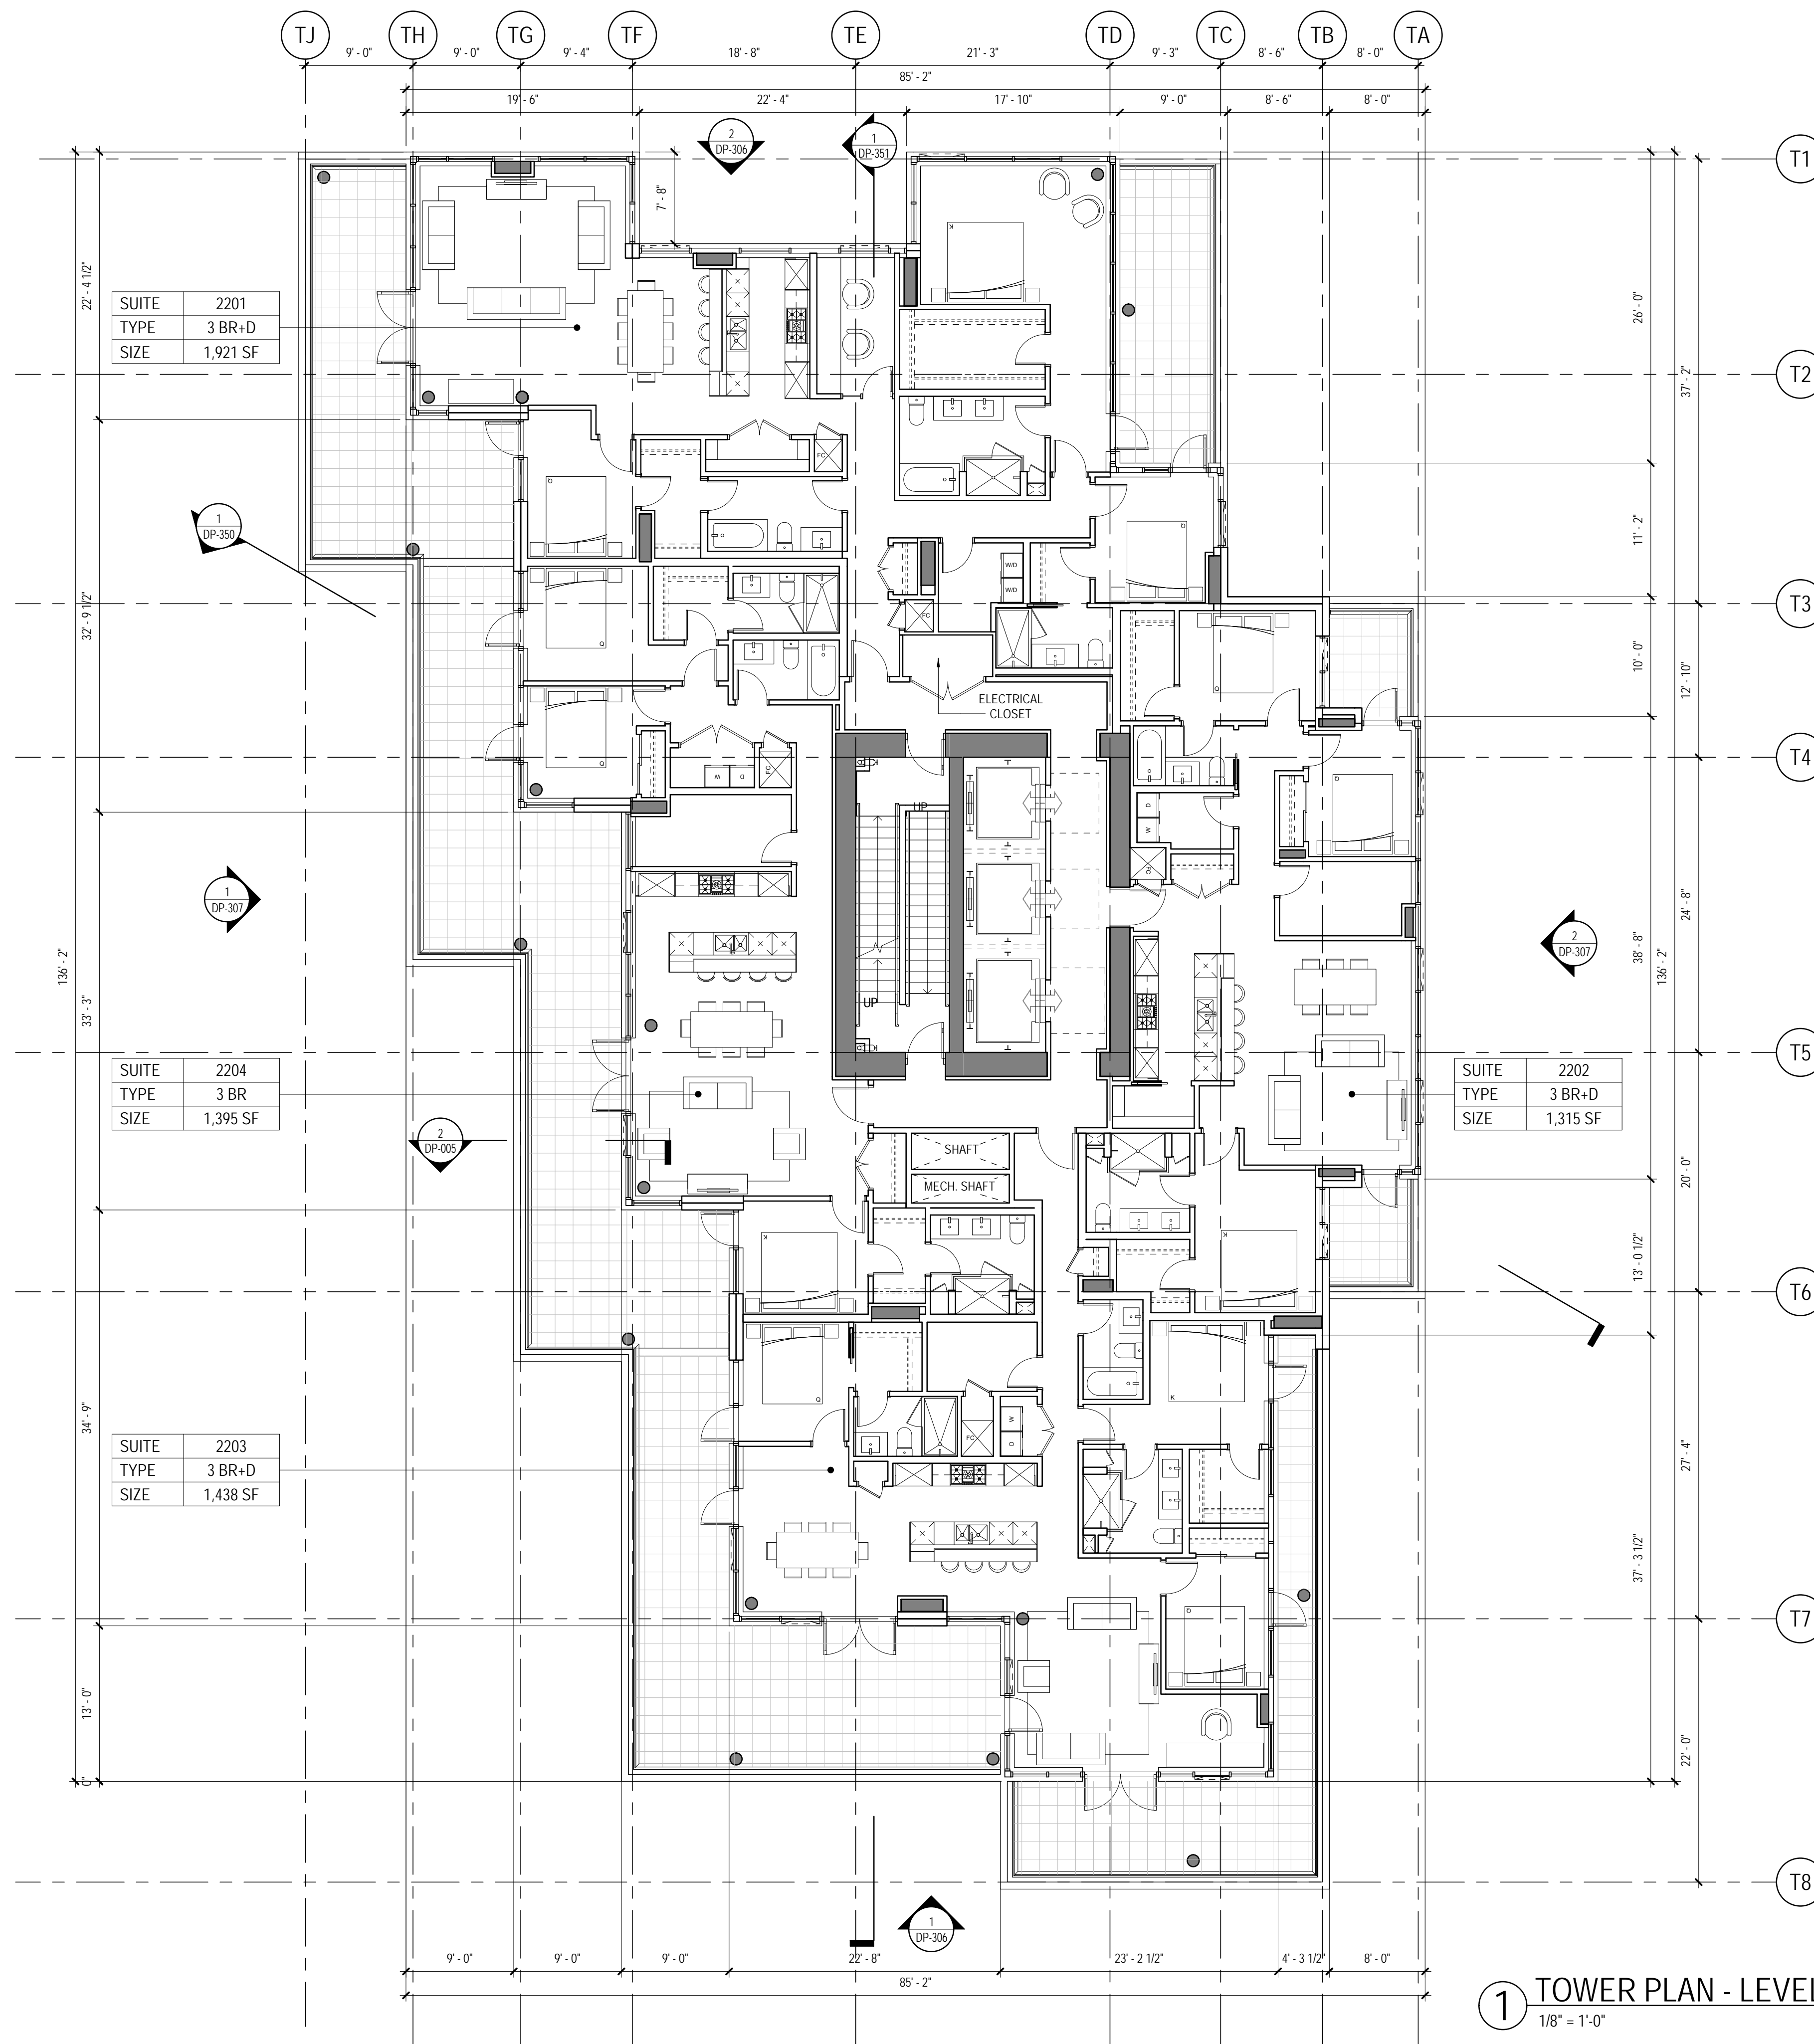 TJ TH TG TF TE TD TC TB TA
9' - 0" 9' - 0" 9' - 4" 18' - 8" 21' - 3" 9' - 3" 8' - 6" 8' - 0"
85' - 2"
19' - 6" 22' - 4" 17' - 10" 9' - 0" 8' - 6" 8' - 0"
2
DP-306
1
DP-351
T1
7' - 8"
K
22' - 4 1/2"
26' - 0"
SUITE 2201
TYPE 3 BR+D
SIZE 1,921 SF
37' - 2"
T2
FC
D
D
1
DP-350
11' - 2"
W/D
W/D
32' - 9 1/2"
T3
FC
Q
Q
10' - 0"
12' - 10"
ELECTRICAL
CLOSET
Q
T4
W D
FC
D
W
FC
UP
24' - 8"
1
DP-307
2
DP-307
38' - 8"
136' - 2"
136' - 2"
33' - 3"
UP
T5
SUITE 2204
TYPE 3 BR
SIZE 1,395 SF
SUITE 2202
TYPE 3 BR+D
SIZE 1,315 SF
2
DP-005
SHAFT
MECH. SHAFT
20' - 0"
K
K
13' - 0 1/2"
T6
Q
K
34' - 9"
W
D
FC
27' - 4"
SUITE 2203
TYPE 3 BR+D
SIZE 1,438 SF
37' - 3 1/2"
T7
D
13' - 0"
22' - 0"
0"
T8
1
DP-306
9' - 0" 9' - 0" 9' - 0" 22' - 8" 23' - 2 1/2" 4' - 3 1/2" 8' - 0"
85' - 2"
1 TOWER PLAN - LEVEL
1/8" = 1'-0"